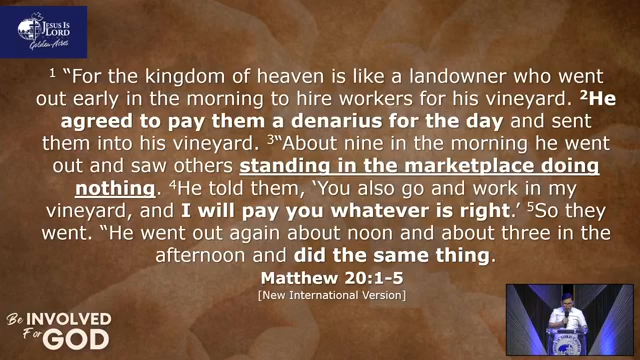 JESUS IS
LORD
Golden Acres
¹ “For the kingdom of heaven is like a landowner who went
out early in the morning to hire workers for his vineyard. ²He
agreed to pay them a denarius for the day and sent
them into his vineyard. ³“About nine in the morning he went
out and saw others standing in the marketplace doing
nothing. ⁴He told them, ‘You also go and work in my
vineyard, and I will pay you whatever is right.’ ⁵So they
went. “He went out again about noon and about three in the
afternoon and did the same thing.
Matthew 20:1-5
[New International Version]
Be INVOLVED
For GOD